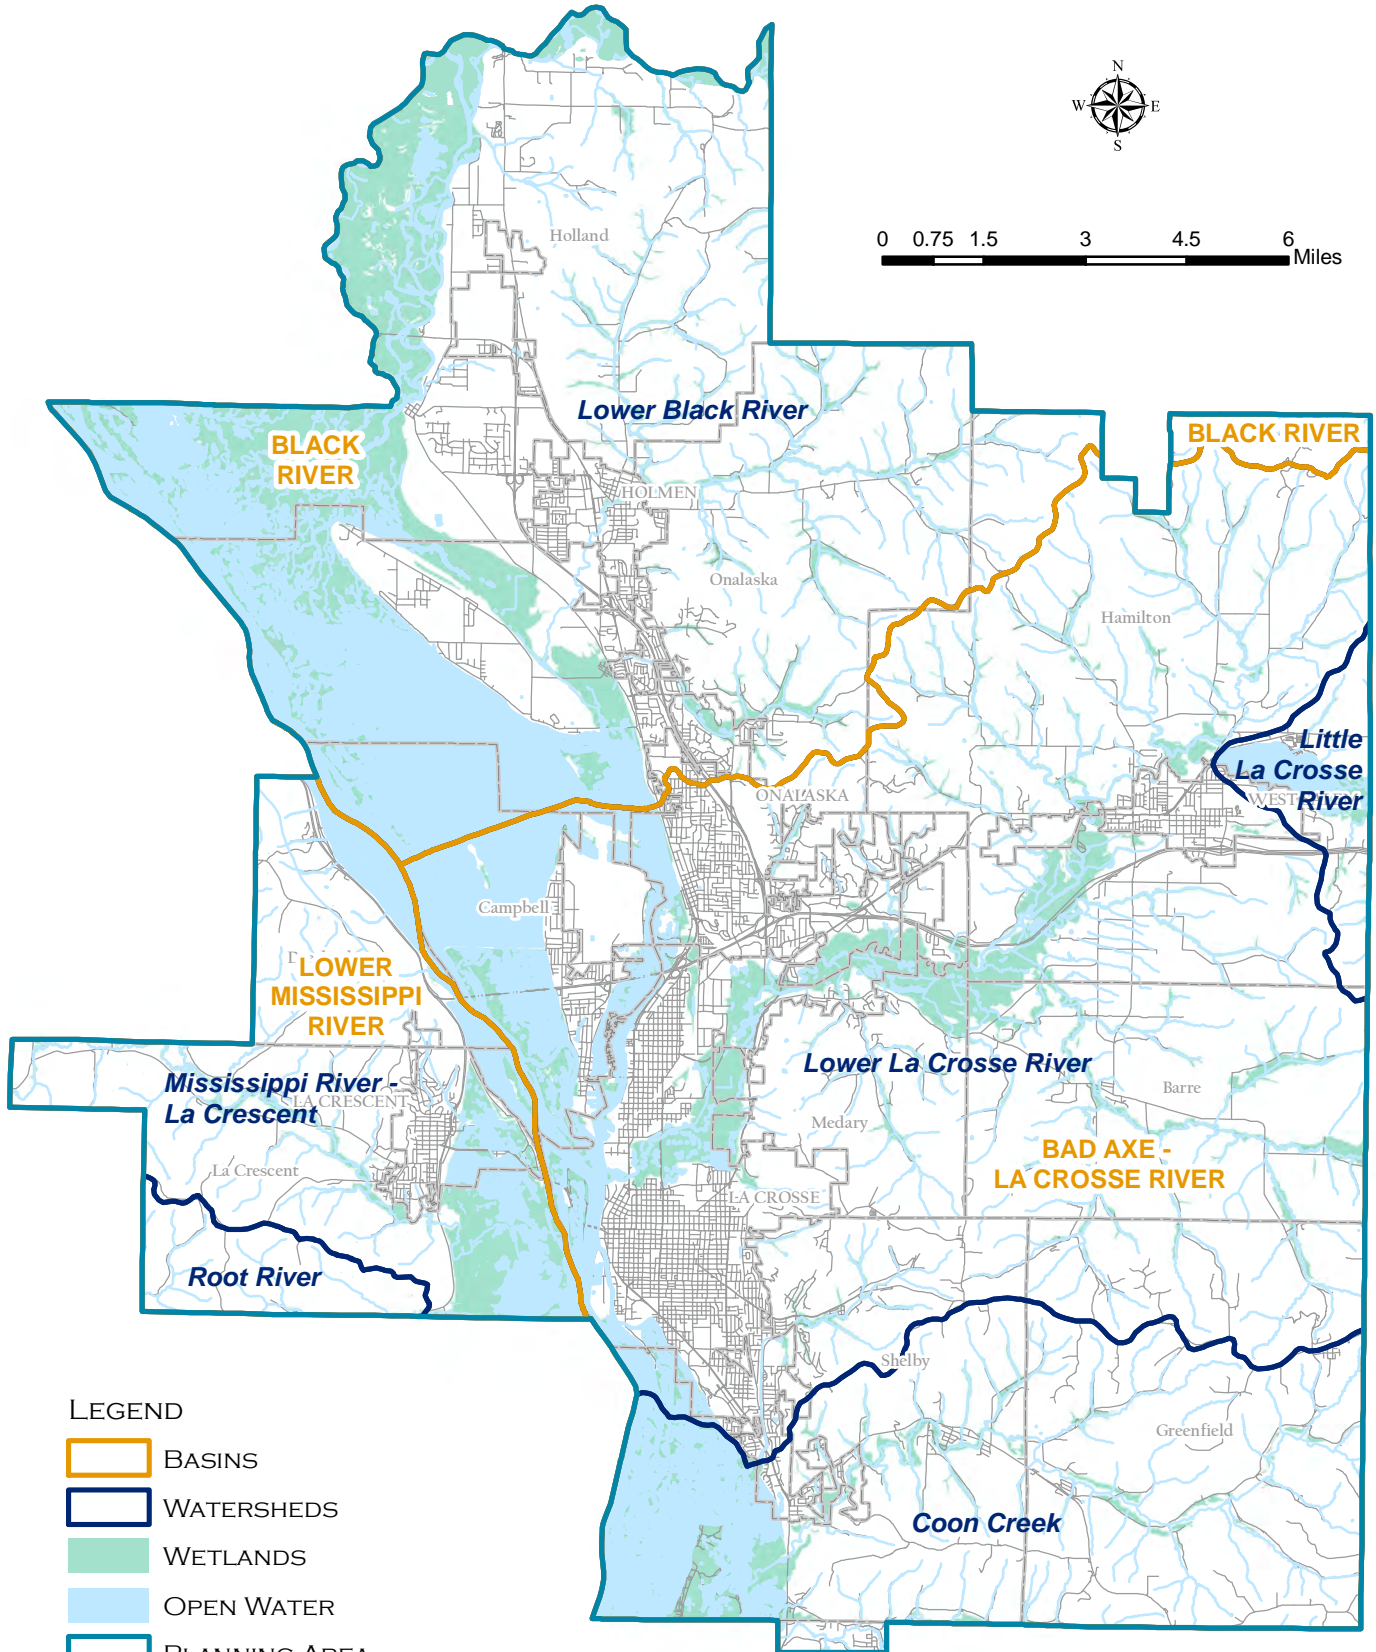 N
W E
S
0 0.75 1.5 3 4.5 6
Miles
Holland
Lower Black River
BLACK
RIVER
BLACK RIVER
HOLMEN
Onalaska
Hamilton
Little
La Crosse
River
ONALASKA
Campbell
LOWER
MISSISSIPPI
RIVER
Lower La Crosse River
Mississippi River -
La Crescent
LA CRESCENT
Barre
Medary
BAD AXE -
LA CROSSE RIVER
La Crescent
LA CROSSE
Root River
Shelby
Greenfield
Coon Creek
LEGEND
BASINS
WATERSHEDS
WETLANDS
OPEN WATER
PLANNING AREA